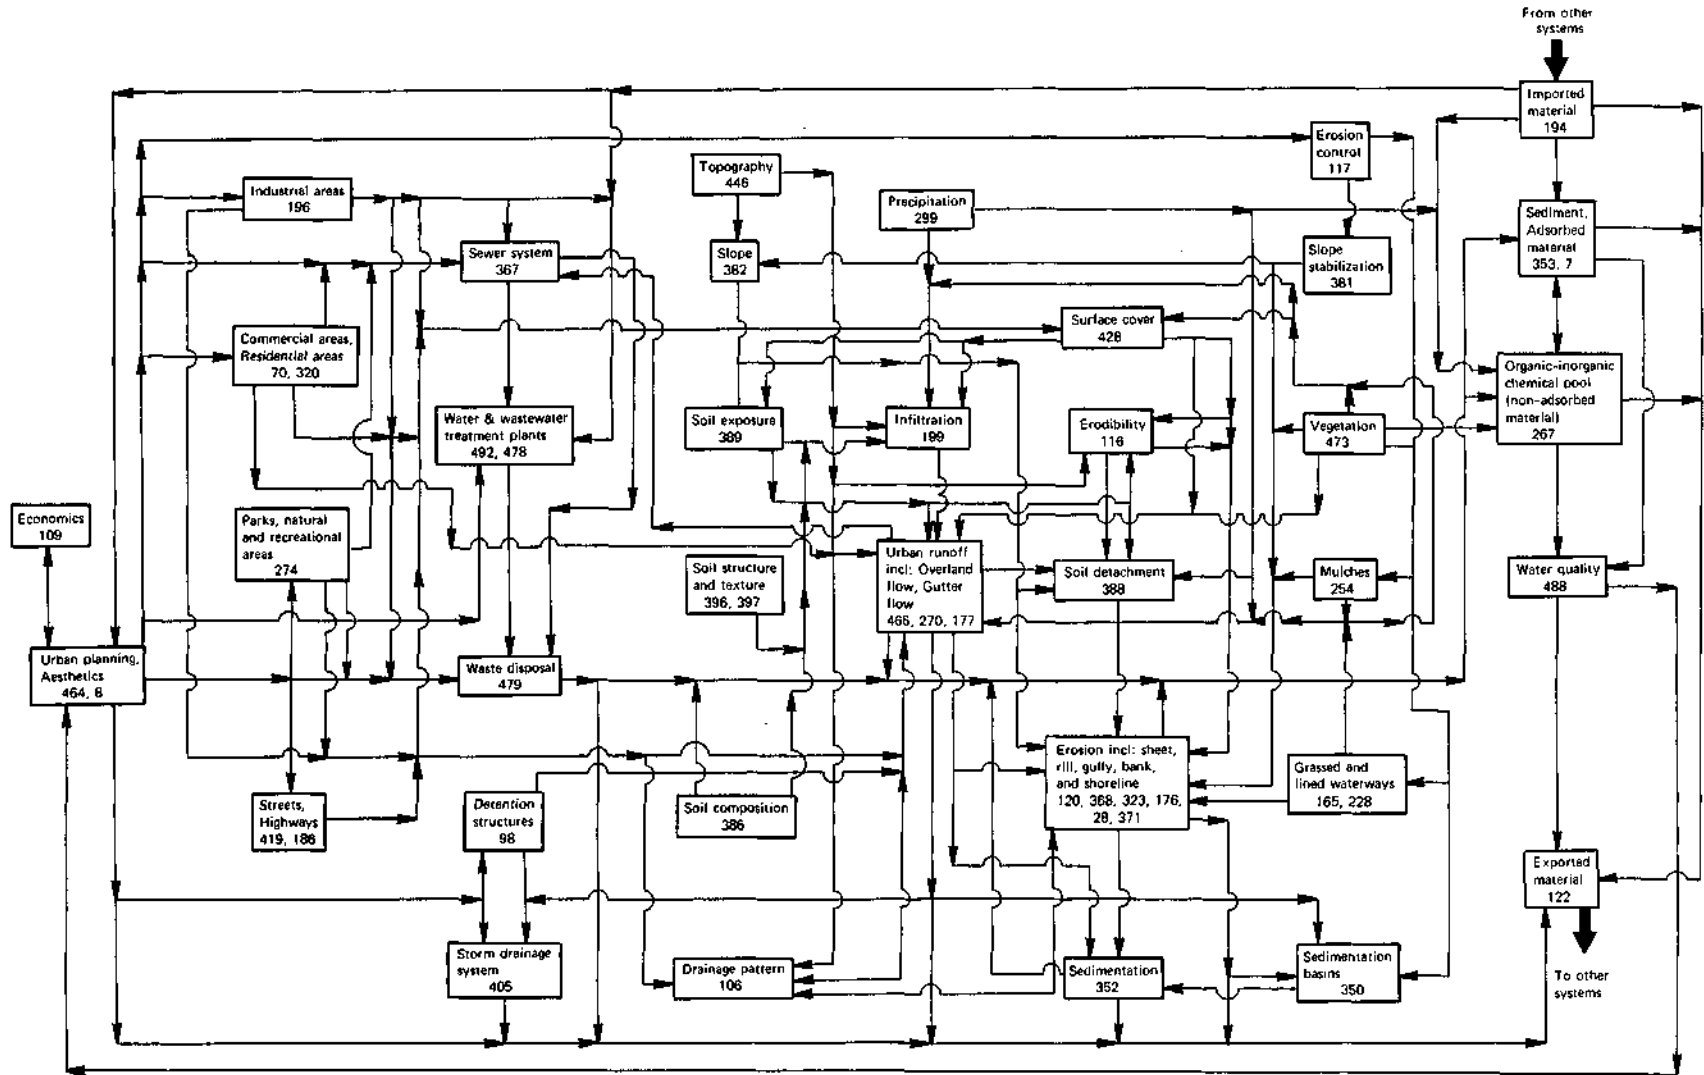 From other
systems
Imported
material
194
Erosion
control
117
Topography
446
Industrial areas
196
Precipitation
299
Sediment,
Adsorbed
material
353, 7
Sewer system
367
Slope
382
Slope
stabilization
381
Surface cover
428
Commercial areas,
Residential areas
70, 320
Organic-inorganic
chemical pool
(non-adsorbed
material)
267
Water & wastewater
treatment plants
492, 478
Soil exposure
389
Infiltration
199
Erodibility
116
Vegetation
473
Economics
109
Parks, natural
and recreational
areas
274
Soil structure
and texture
396, 397
Urban runoff
incl: Overland
flow, Gutter
flow
466, 270, 177
Soil detachment
388
Mulches
254
Water quality
488
Urban planning,
Aesthetics
464, 8
Waste disposal
479
Erosion incl: sheet,
rill, gully, bank,
and shoreline
120, 368, 323, 176,
28, 371
Grassed and
lined waterways
165, 228
Streets,
Highways
419, 186
Detention
structures
98
Soil composition
386
Exported
material
122
Storm drainage
system
405
Drainage pattern
106
Sedimentation
352
Sedimentation
basins
350
To other
systems